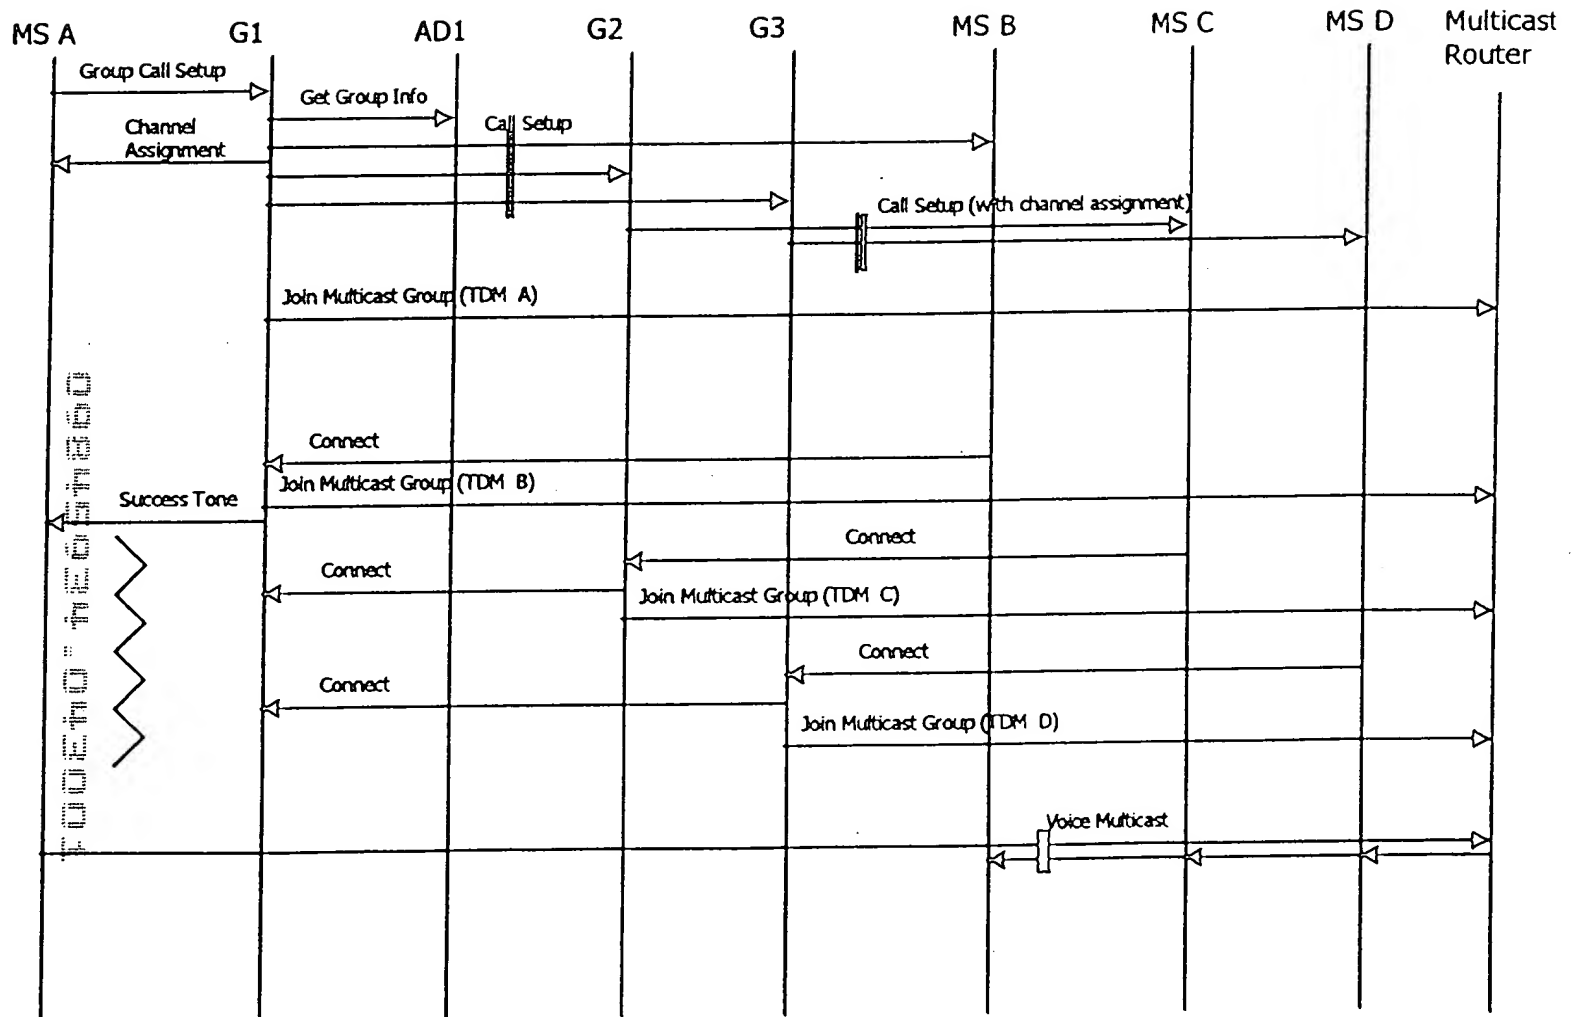 MS A
G1
AD1
G2
G3
MS B
MS C
MS D
Multicast
Router
Group Call Setup
Get Group Info
Channel
Assignment
Call Setup
Call Setup (with channel assignment)
Join Multicast Group (TDM A)
Connect
Join Multicast Group (TDM B)
Success Tone
Connect
Connect
Join Multicast Group (TDM C)
Connect
Connect
Join Multicast Group (TDM D)
Voice Multicast